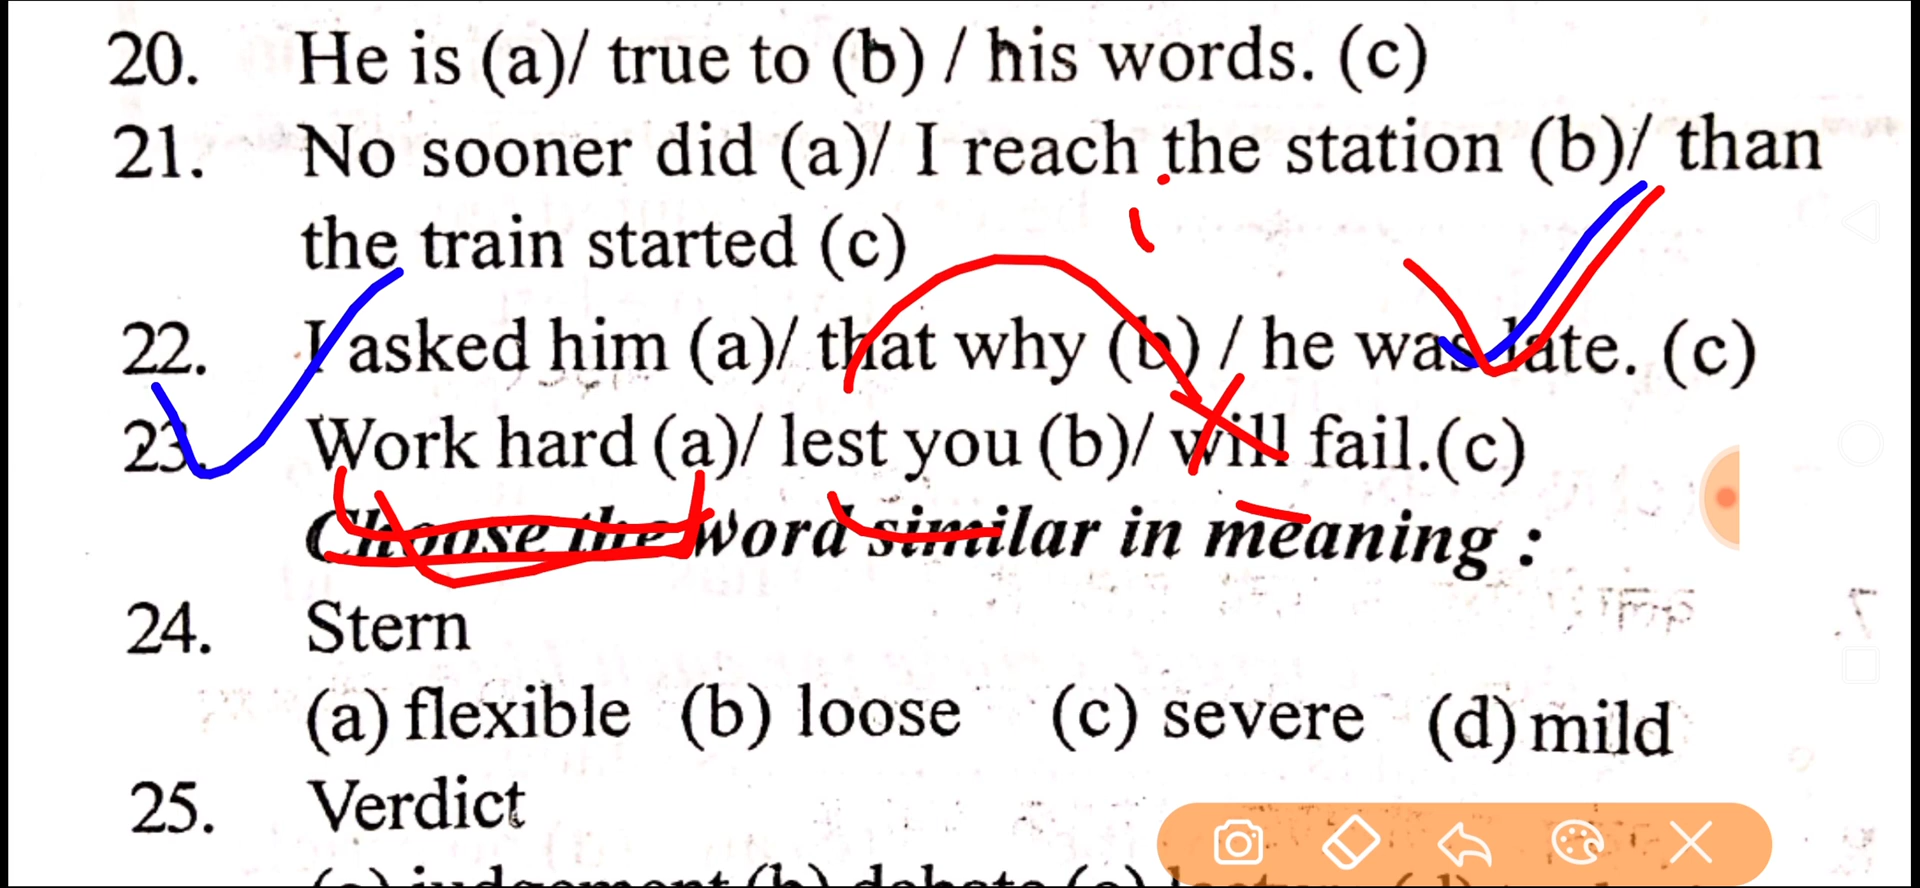 20. He is (a)/ true to (b) / his words. (c)
21. No sooner did (a)/ I reach the station (b)/ than
the train started (c)
22. I asked him (a)/ that why (b) / he was late. (c)
23. Work hard (a)/ lest you (b)/ will fail.(c)
Choose the word similar in meaning :
24. Stern
(a) flexible (b) loose (c) severe (d) mild
25. Verdict
(a) judgement (b) debate (c)